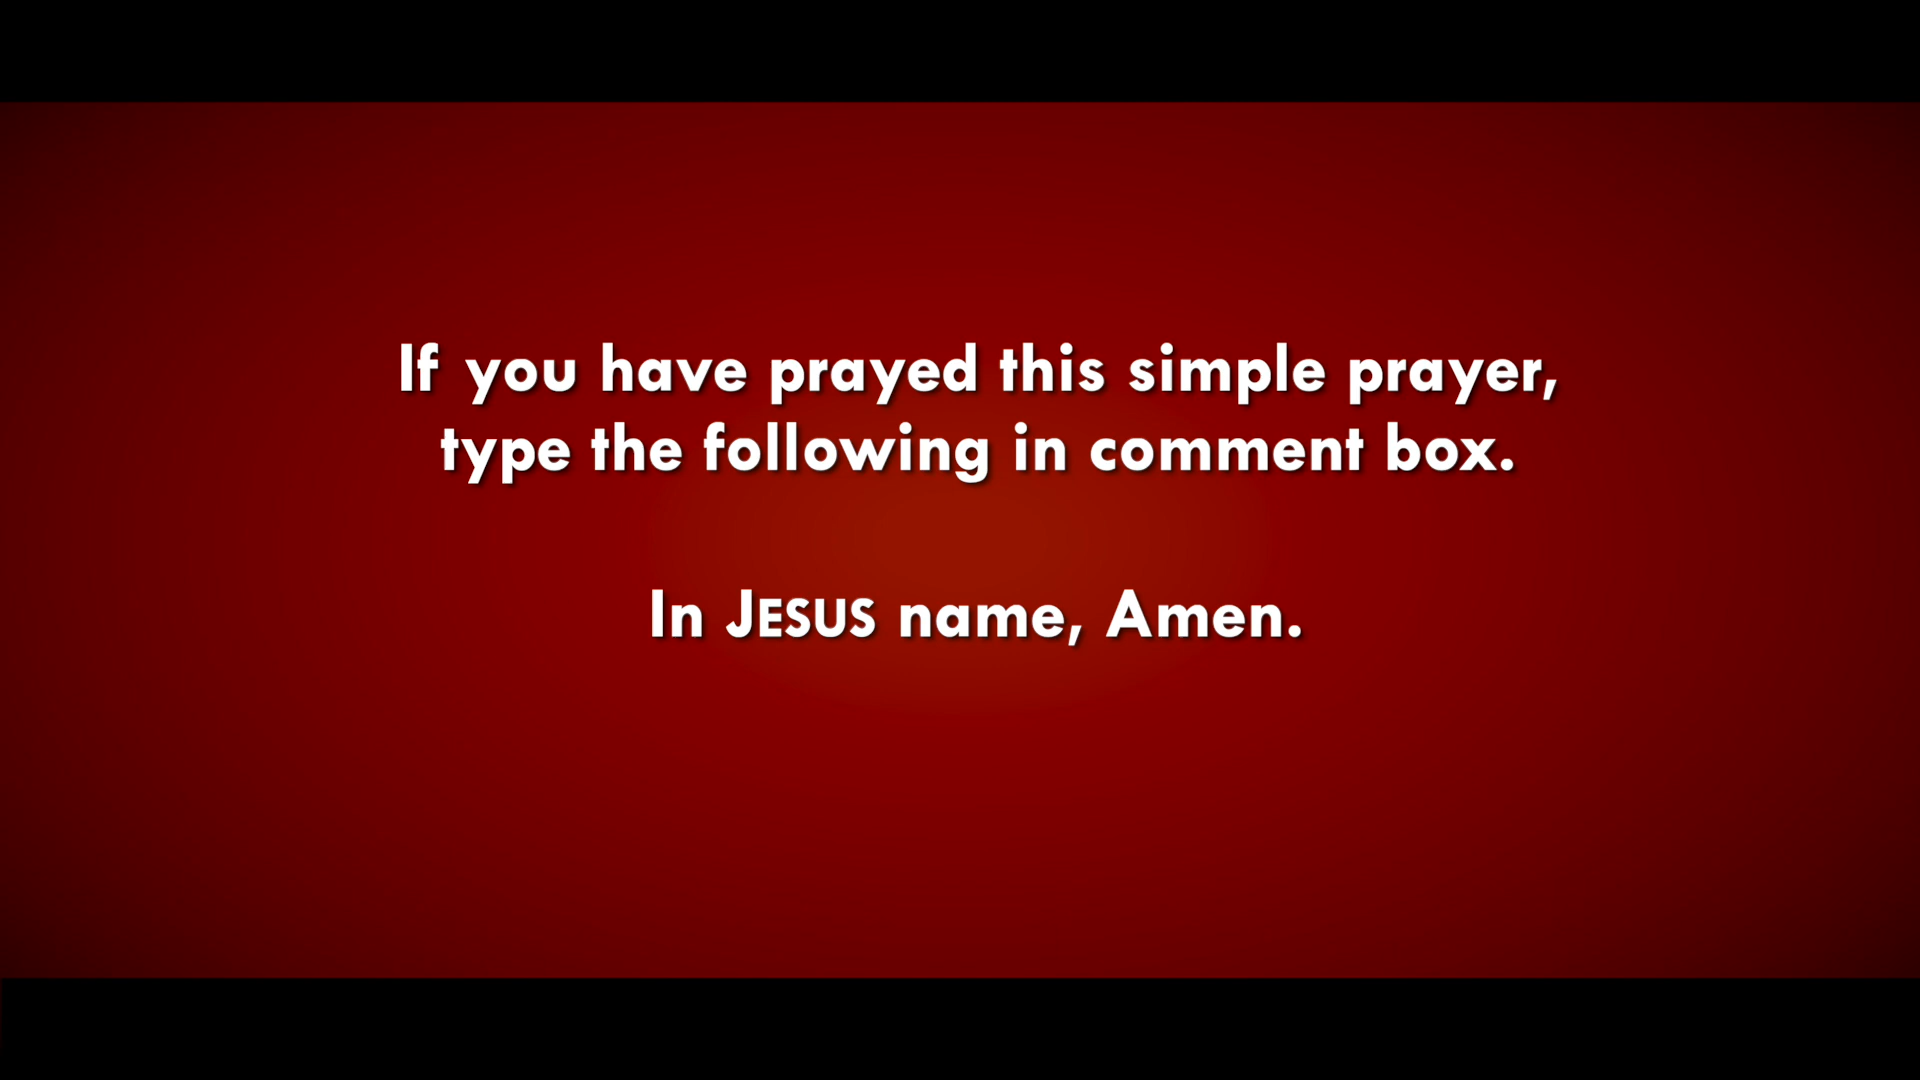 If you have prayed this simple prayer,
type the following in comment box.
In JESUS name, Amen.